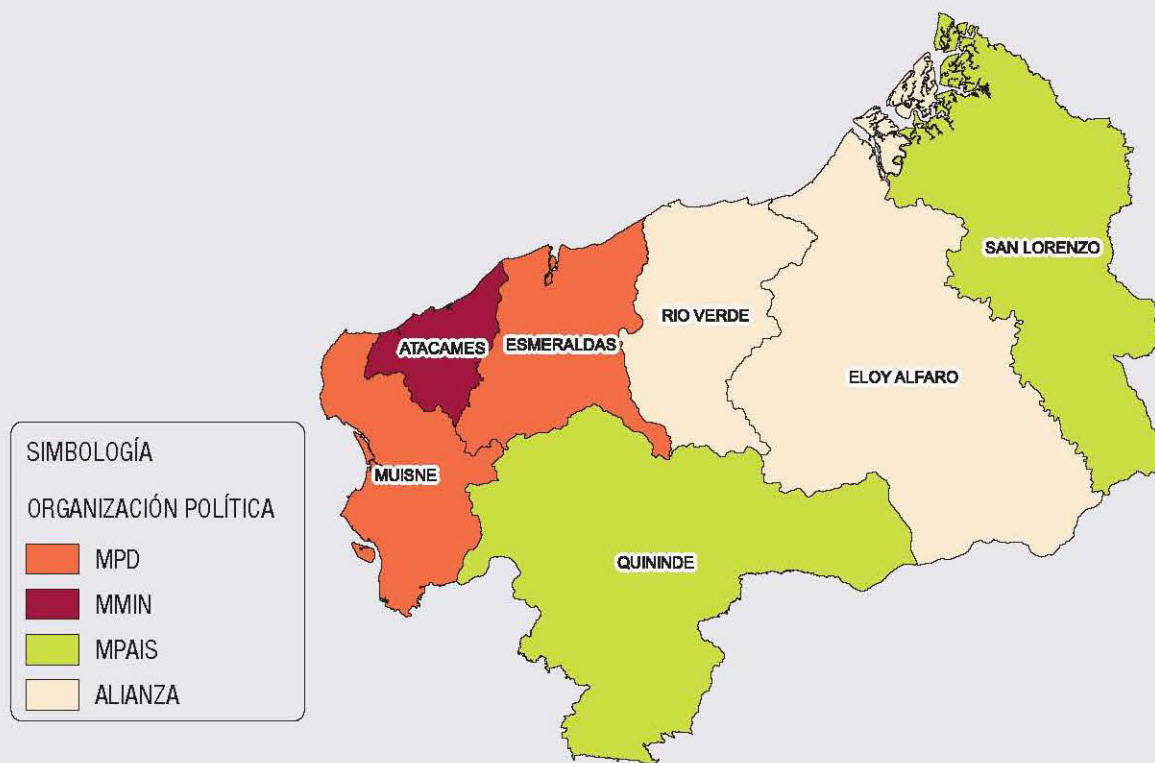 SAN LORENZO
RIO VERDE
ATACAMES
ESMERALDAS
ELOY ALFARO
MUISNE
QUININDE
SIMBOLOGÍA
ORGANIZACIÓN POLÍTICA
MPD
MMIN
MPAIS
ALIANZA